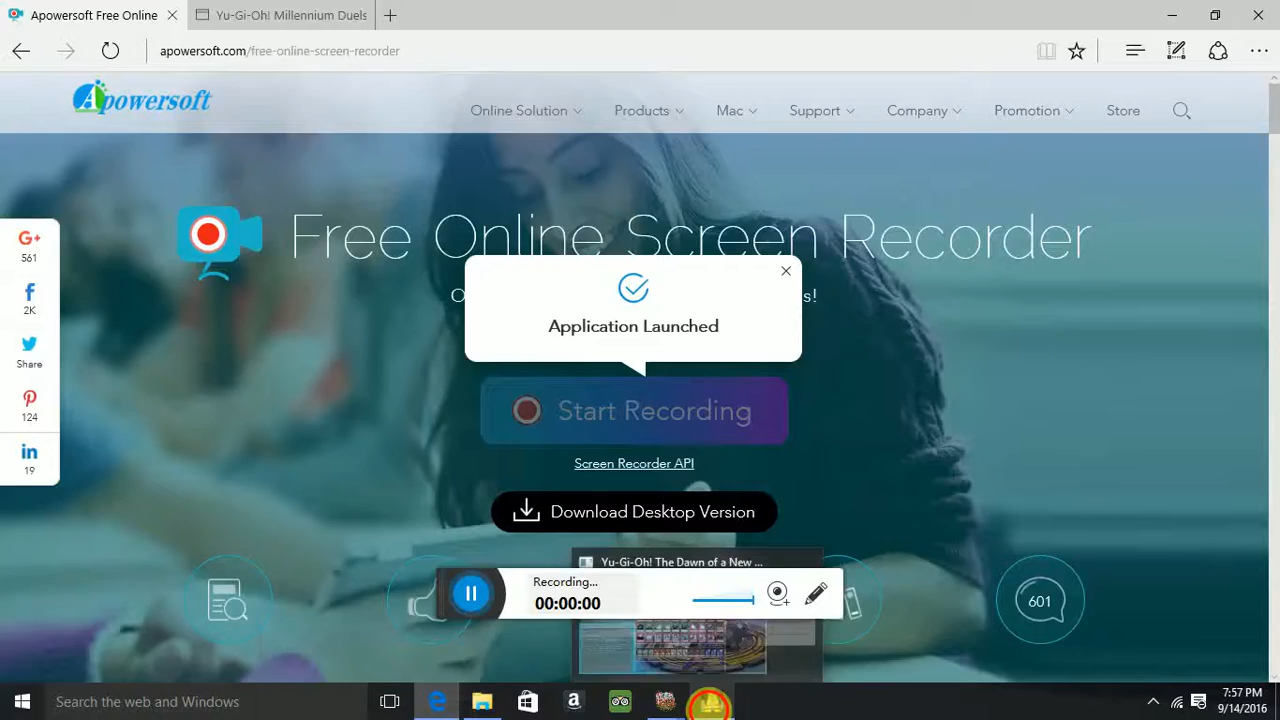 Apowersoft Free Online
Yu-Gi-Oh! Millennium Duels
apowersoft.com/free-online-screen-recorder
Apowersoft
Online Solution
Products
Mac
Support
Company
Promotion
Store
561
2K
Share
124
19
Free Online Screen Recorder
O
s!
Application Launched
Start Recording
Screen Recorder API
Download Desktop Version
Yu-Gi-Oh! The Dawn of a New ...
Recording...
00:00:00
601
Search the web and Windows
7:57 PM
9/14/2016